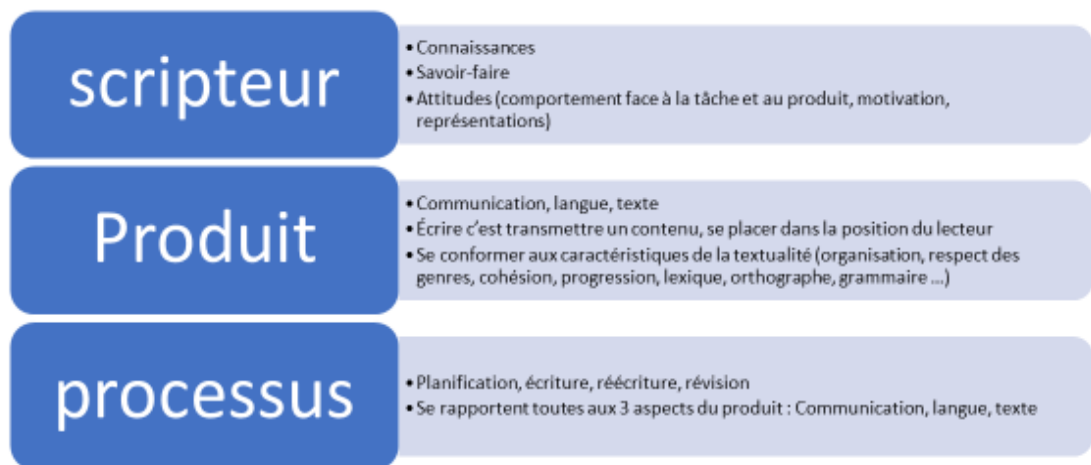 scripteur
• Connaissances
• Savoir-faire
• Attitudes (comportement face à la tâche et au produit, motivation,
représentations)
Produit
• Communication, langue, texte
• Écrire c'est transmettre un contenu, se placer dans la position du lecteur
• Se conformer aux caractéristiques de la textualité (organisation, respect des
genres, cohésion, progression, lexique, orthographe, grammaire ...)
processus
• Planification, écriture, réécriture, révision
• Se rapportent toutes aux 3 aspects du produit : Communication, langue, texte